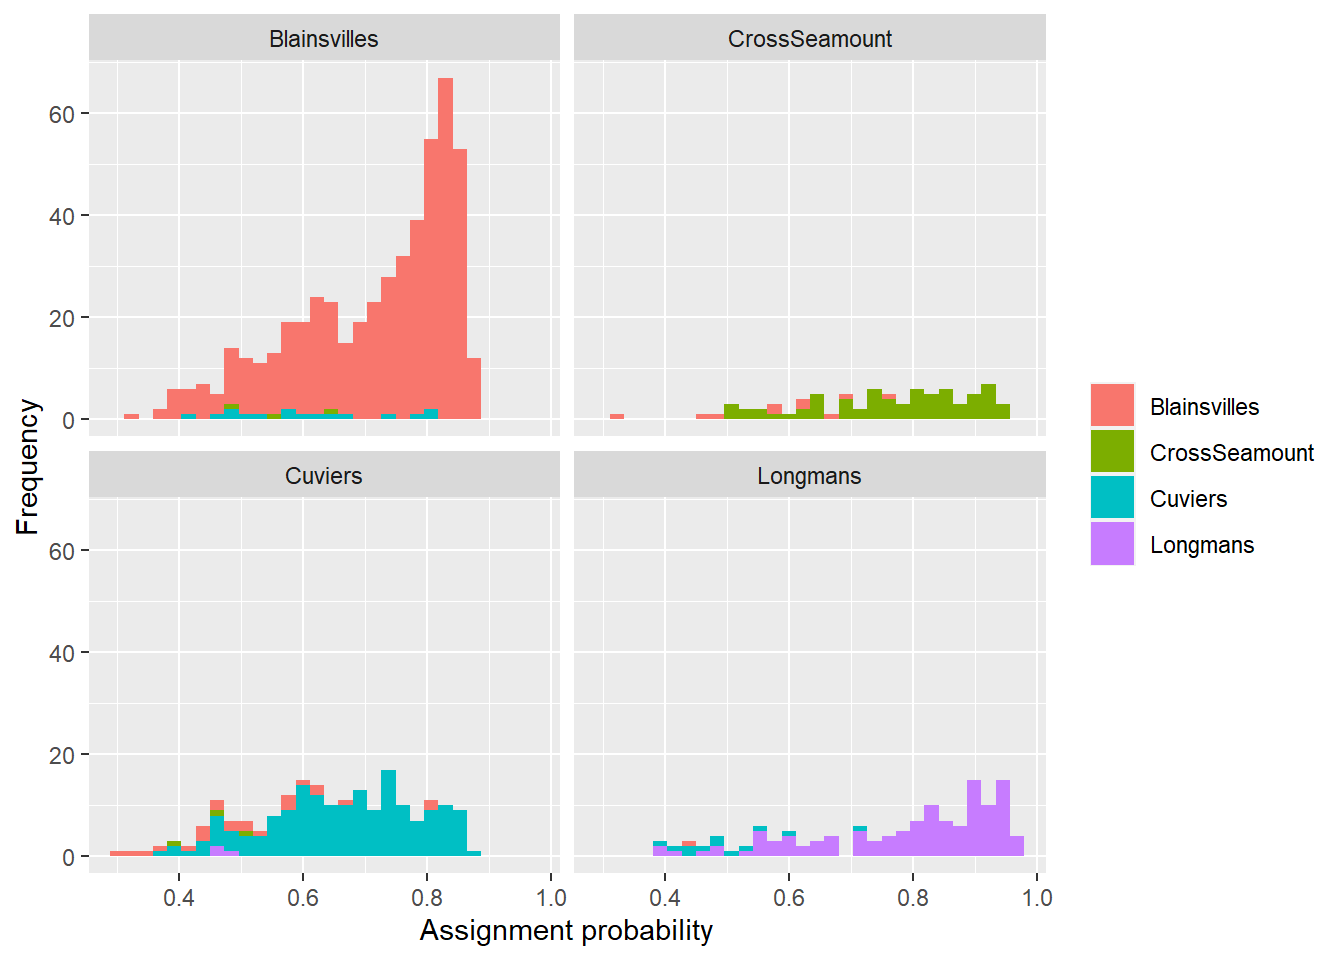 Blainsvilles CrossSeamount
60
40
20
0
Cuviers Longmans
60
40
20
0
0.4 0.6 0.8 1.0 0.4 0.6 0.8 1.0
Assignment probability
Frequency
Blainsvilles
CrossSeamount
Cuviers
Longmans